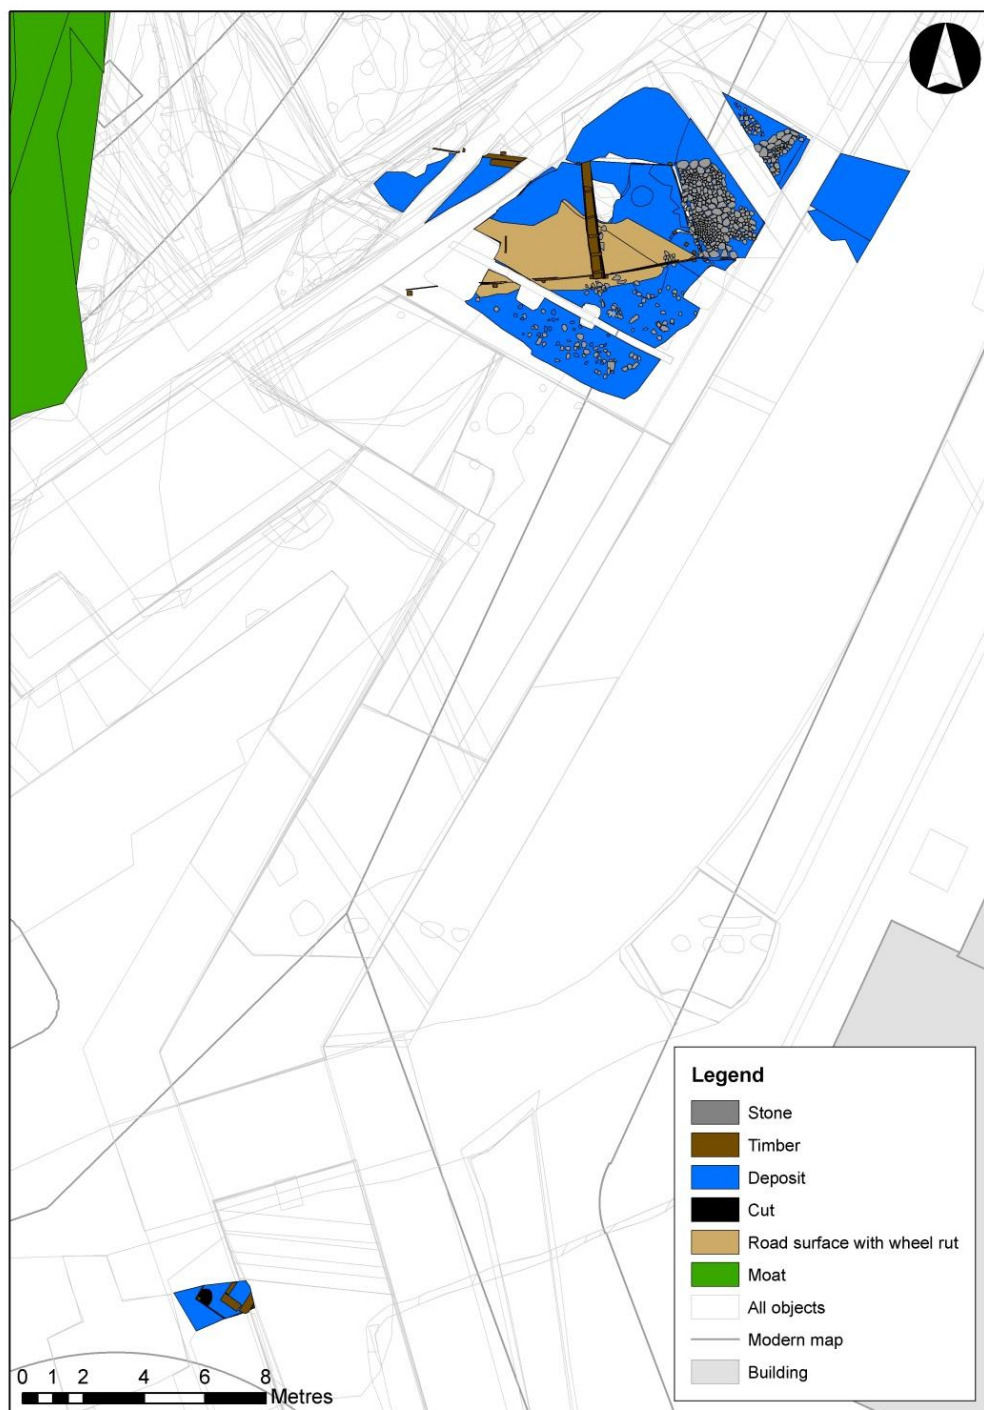 Legend
Stone
Timber
Deposit
Cut
Road surface with wheel rut
Moat
All objects
Modern map
Building
0 1 2 4 6 8
Metres